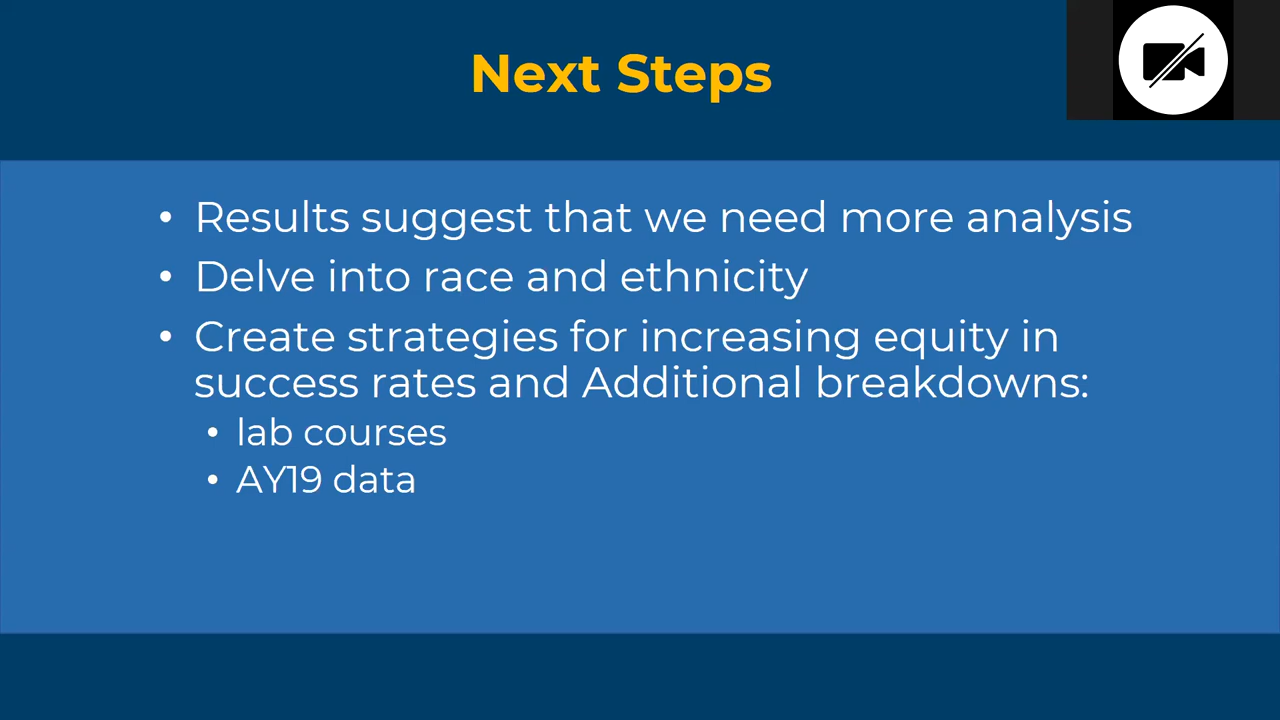 Next Steps
• Results suggest that we need more analysis
• Delve into race and ethnicity
• Create strategies for increasing equity in
success rates and Additional breakdowns:
• lab courses
• AY19 data